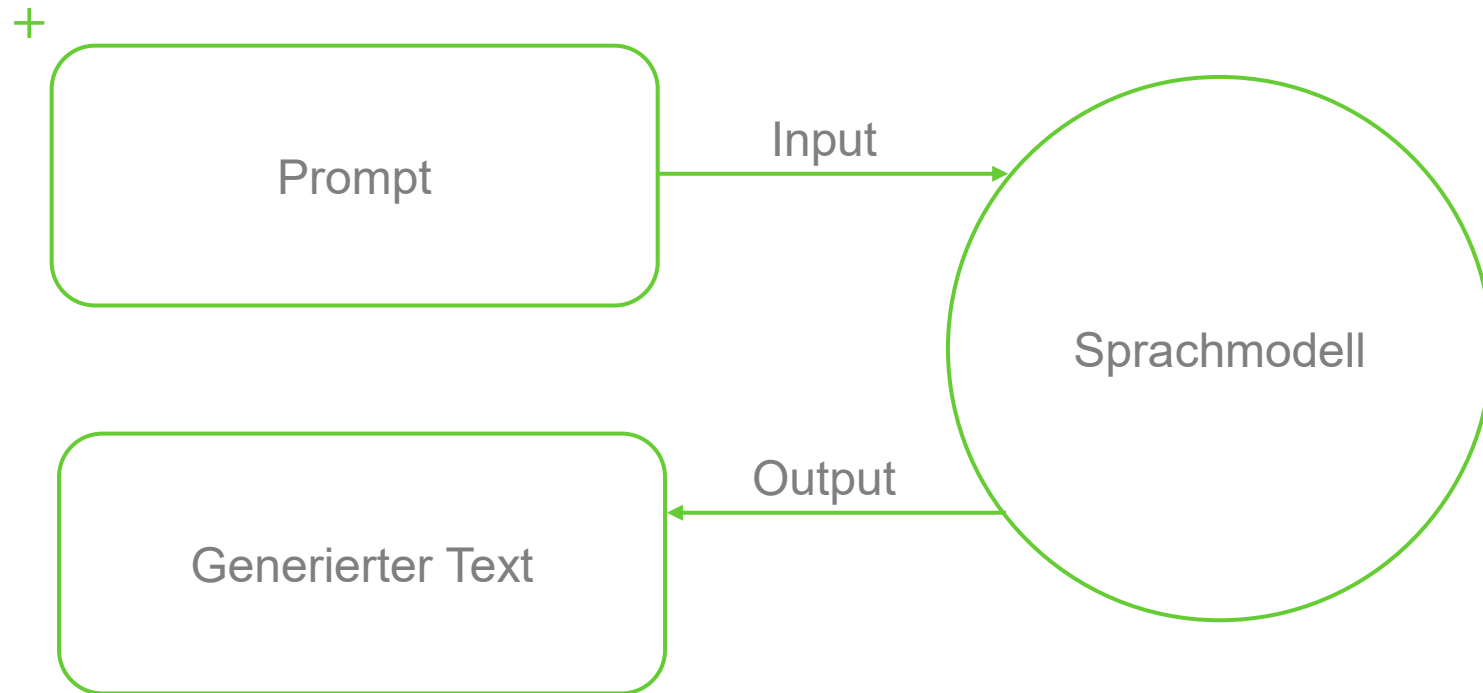 Prompt
Input
Sprachmodell
Output
Generierter Text